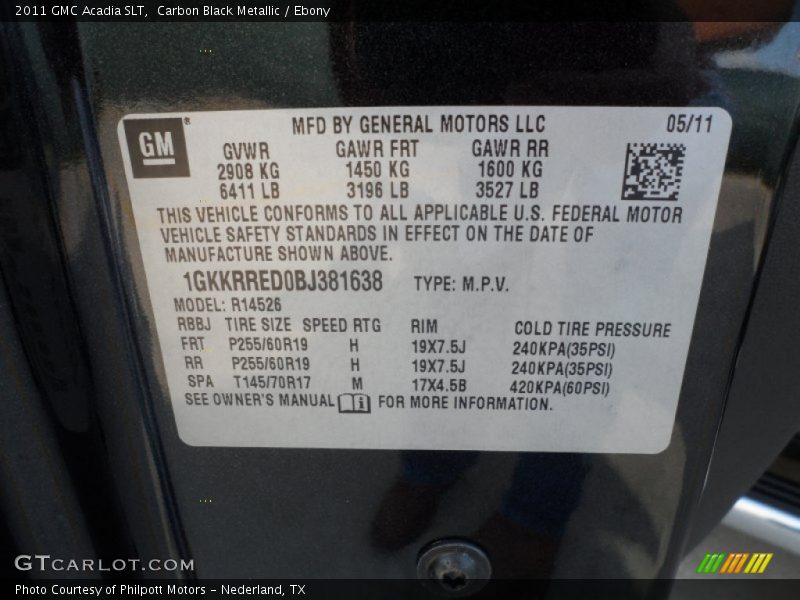 2011 GMC Acadia SLT,  Carbon Black Metallic / Ebony
GM®
MFD BY GENERAL MOTORS LLC 05/11
GVWR GAWR FRT GAWR RR
2908 KG 1450 KG 1600 KG
6411 LB 3196 LB 3527 LB
THIS VEHICLE CONFORMS TO ALL APPLICABLE U.S. FEDERAL MOTOR
VEHICLE SAFETY STANDARDS IN EFFECT ON THE DATE OF
MANUFACTURE SHOWN ABOVE.
1GKKRRED0BJ381638 TYPE: M.P.V.
MODEL: R14526
RBBJ TIRE SIZE SPEED RTG RIM COLD TIRE PRESSURE
FRT P255/60R19 H 19X7.5J 240KPA(35PSI)
RR P255/60R19 H 19X7.5J 240KPA(35PSI)
SPA T145/70R17 M 17X4.5B 420KPA(60PSI)
SEE OWNER'S MANUAL i FOR MORE INFORMATION.
GTCARLOT.COM
Photo Courtesy of Philpott Motors - Nederland, TX